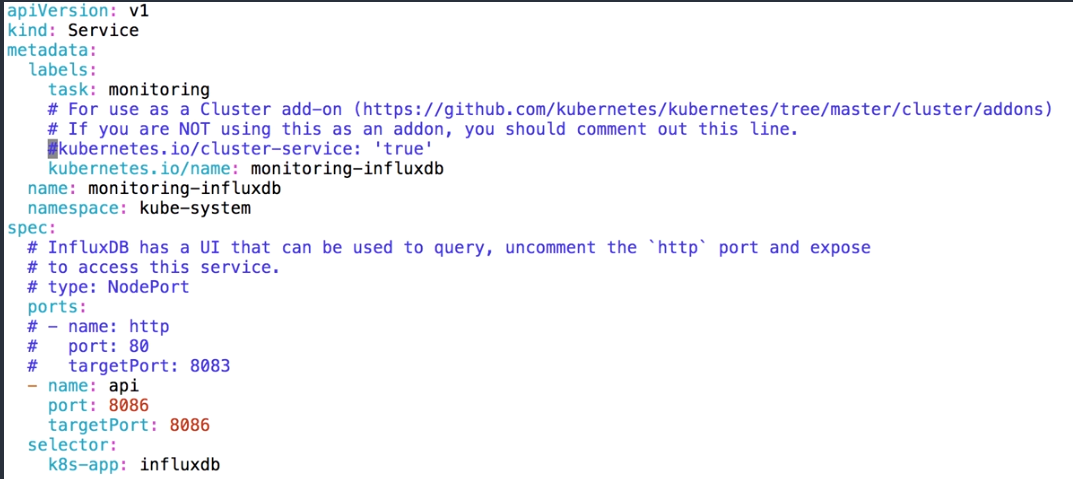 apiVersion: v1
kind: Service
metadata:
  labels:
    task: monitoring
    # For use as a Cluster add-on (https://github.com/kubernetes/kubernetes/tree/master/cluster/addons)
    # If you are NOT using this as an addon, you should comment out this line.
    #kubernetes.io/cluster-service: 'true'
    kubernetes.io/name: monitoring-influxdb
  name: monitoring-influxdb
  namespace: kube-system
spec:
  # InfluxDB has a UI that can be used to query, uncomment the `http` port and expose
  # to access this service.
  # type: NodePort
  ports:
  # - name: http
  #   port: 80
  #   targetPort: 8083
  - name: api
    port: 8086
    targetPort: 8086
  selector:
    k8s-app: influxdb